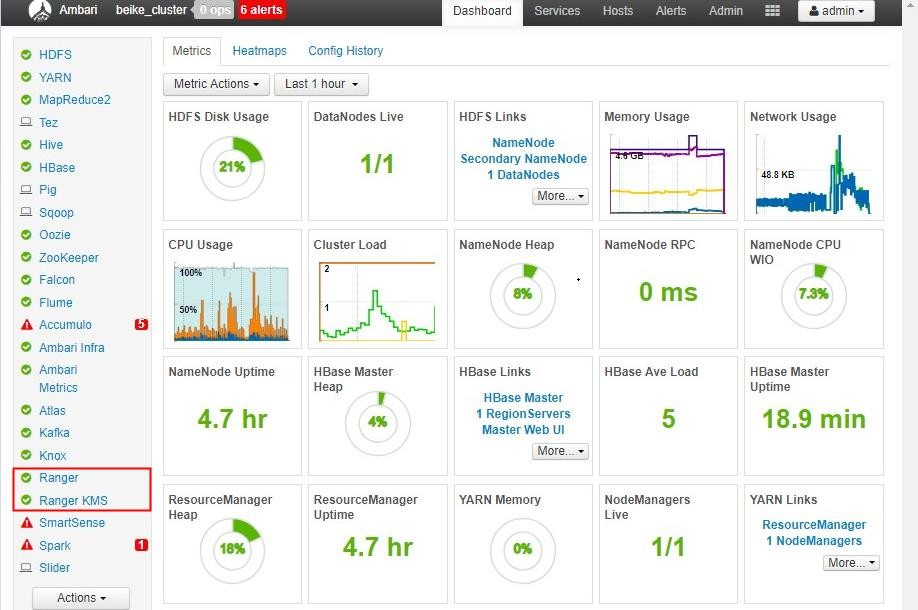 Ambari beike_cluster 0 ops 6 alerts Dashboard Services Hosts Alerts Admin admin
HDFS
YARN
MapReduce2
Tez
Hive
HBase
Pig
Sqoop
Oozie
ZooKeeper
Falcon
Flume
Accumulo 5
Ambari Infra
Ambari
Metrics
Atlas
Kafka
Knox
Ranger
Ranger KMS
SmartSense
Spark 1
Slider
Actions
Metrics Heatmaps Config History
Metric Actions Last 1 hour
HDFS Disk Usage
21%
DataNodes Live
1/1
HDFS Links
NameNode
Secondary NameNode
1 DataNodes
More...
Memory Usage
4.6 GB
Network Usage
48.8 KB
CPU Usage
100%
50%
Cluster Load
2
1
NameNode Heap
8%
NameNode RPC
0 ms
NameNode CPU
WIO
7.3%
NameNode Uptime
4.7 hr
HBase Master
Heap
4%
HBase Links
HBase Master
1 RegionServers
Master Web UI
More...
HBase Ave Load
5
HBase Master
Uptime
18.9 min
ResourceManager
Heap
18%
ResourceManager
Uptime
4.7 hr
YARN Memory
0%
NodeManagers
Live
1/1
YARN Links
ResourceManager
1 NodeManagers
More...